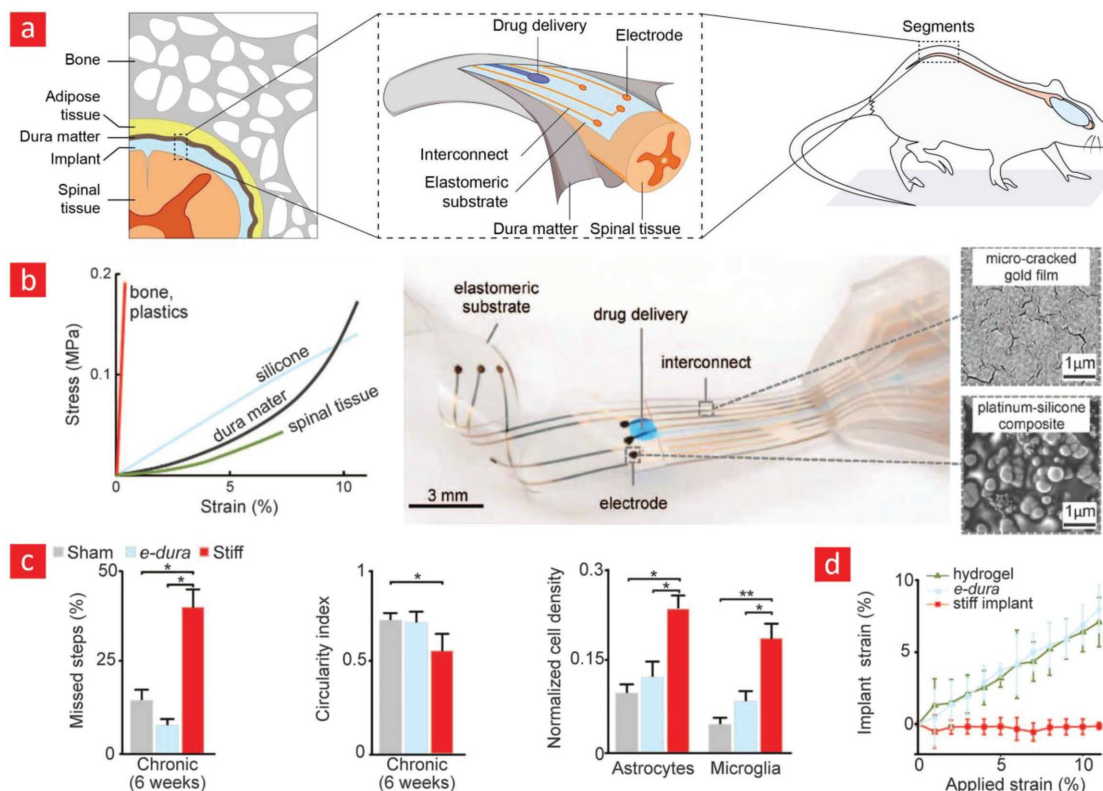 a
Bone
Adipose
tissue
Dura matter
Implant
Spinal
tissue
Drug delivery
Electrode
Interconnect
Elastomeric
substrate
Dura matter
Spinal tissue
Segments
b
0.2
0.1
0
Stress (MPa)
bone,
plastics
silicone
dura mater
spinal tissue
0
5
10
Strain (%)
elastomeric
substrate
drug delivery
interconnect
electrode
3 mm
micro-cracked
gold film
1μm
platinum-silicone
composite
1μm
c
Sham
e-dura
Stiff
50
25
0
Missed steps (%)
*
*
Chronic
(6 weeks)
1
0.5
0
Circularity index
*
Chronic
(6 weeks)
0.3
0.15
0
Normalized cell density
*
*
**
*
Astrocytes
Microglia
d
hydrogel
e-dura
stiff implant
10
5
0
Implant strain (%)
0
5
10
Applied strain (%)